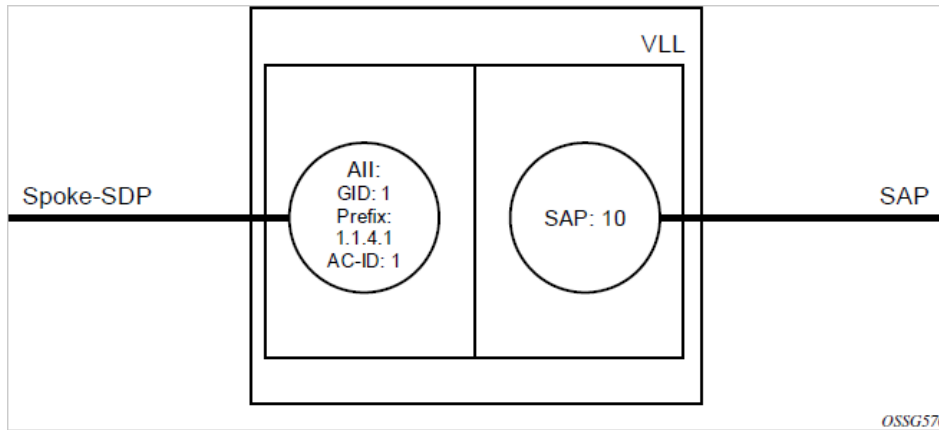 VLL
Spoke-SDP
AII:
GID: 1
Prefix:
1.1.4.1
AC-ID: 1
SAP: 10
SAP